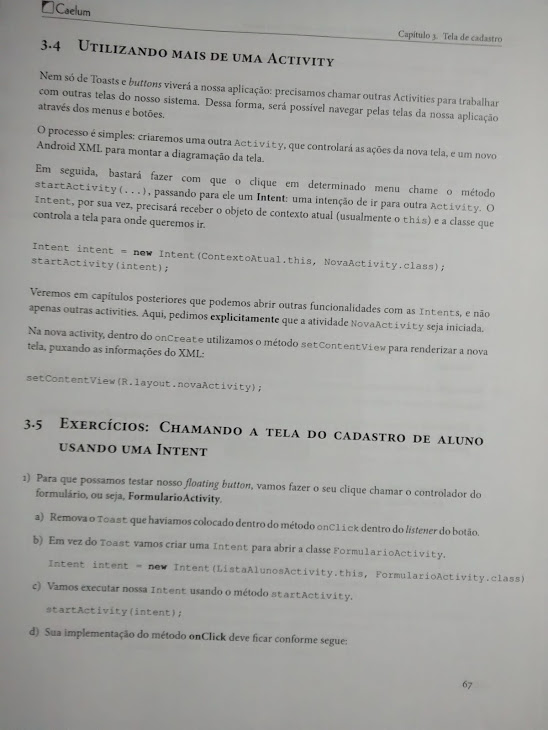 Caelum
Capítulo 3. Tela de cadastro
3.4 Utilizando mais de uma Activity
Nem só de Toasts e buttons viverá a nossa aplicação: precisamos chamar outras Activities para trabalhar
com outras telas do nosso sistema. Dessa forma, será possível navegar pelas telas da nossa aplicação
através dos menus e botões.
O processo é simples: criaremos uma outra Activity, que controlará as ações da nova tela, e um novo
Android XML para montar a diagramação da tela.
Em seguida, bastará fazer com que o clique em determinado menu chame o método
startActivity(...), passando para ele um Intent: uma intenção de ir para outra Activity. O
Intent, por sua vez, precisará receber o objeto de contexto atual (usualmente o this) e a classe que
controla a tela para onde queremos ir.
Intent intent = new Intent(ContextoAtual.this, NovaActivity.class);
startActivity(intent);
Veremos em capítulos posteriores que podemos abrir outras funcionalidades com as Intents, e não
apenas outras activities. Aqui, pedimos explicitamente que a atividade NovaActivity seja iniciada.
Na nova activity, dentro do onCreate utilizamos o método setContentView para renderizar a nova
tela, puxando as informações do XML:
setContentView(R.layout.novaActivity);
3.5 Exercícios: Chamando a tela do cadastro de aluno
usando uma Intent
1) Para que possamos testar nosso floating button, vamos fazer o seu clique chamar o controlador do
formulário, ou seja, FormularioActivity.
a) Remova o Toast que havíamos colocado dentro do método onClick dentro do listener do botão.
b) Em vez do Toast vamos criar uma Intent para abrir a classe FormularioActivity.
Intent intent = new Intent(ListaAlunosActivity.this, FormularioActivity.class)
c) Vamos executar nossa Intent usando o método startActivity.
startActivity(intent);
d) Sua implementação do método onClick deve ficar conforme segue:
67